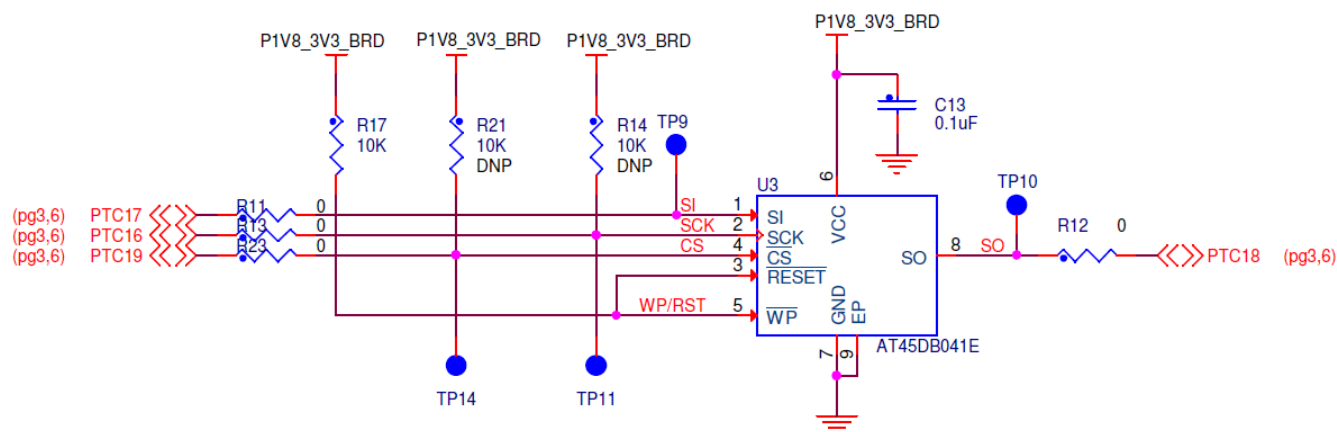 P1V8_3V3_BRD
P1V8_3V3_BRD
P1V8_3V3_BRD
P1V8_3V3_BRD
R17
10K
R21
10K
DNP
R14
10K
DNP
TP9
C13
0.1uF
U3
6
VCC
TP10
(pg3,6) PTC17 R11 0 SI 1 SI
(pg3,6) PTC16 R13 0 SCK 2 SCK
(pg3,6) PTC19 R23 0 CS 4 CS
3 RESET
WP/RST 5 WP
SO 8 SO R12 0 PTC18 (pg3,6)
GND
EP
7
9
AT45DB041E
TP14
TP11